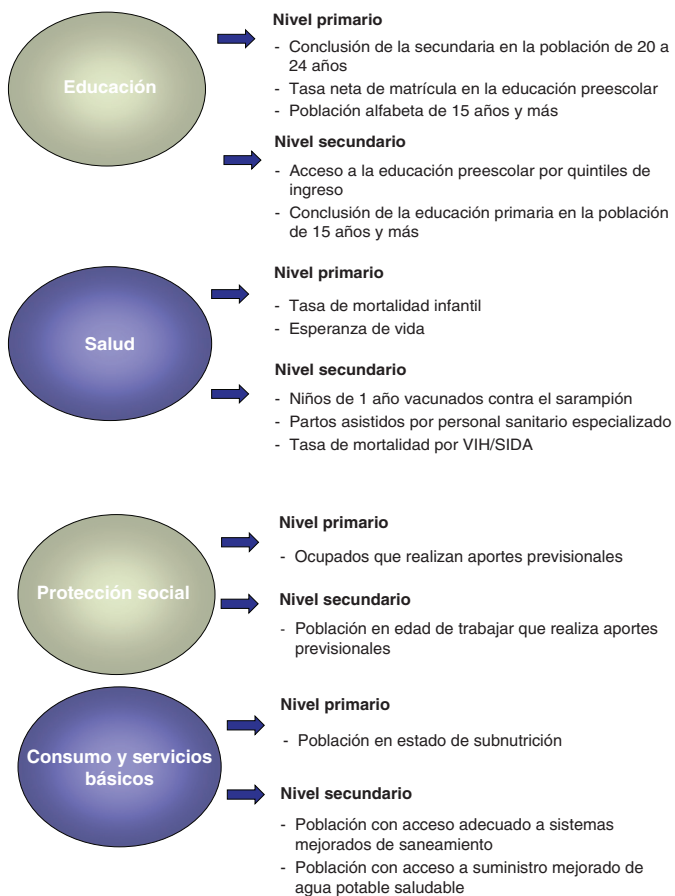 Educación
Nivel primario
- Conclusión de la secundaria en la población de 20 a
24 años
- Tasa neta de matrícula en la educación preescolar
- Población alfabeta de 15 años y más
Nivel secundario
- Acceso a la educación preescolar por quintiles de
ingreso
- Conclusión de la educación primaria en la población
de 15 años y más
Salud
Nivel primario
- Tasa de mortalidad infantil
- Esperanza de vida
Nivel secundario
- Niños de 1 año vacunados contra el sarampión
- Partos asistidos por personal sanitario especializado
- Tasa de mortalidad por VIH/SIDA
Protección social
Nivel primario
- Ocupados que realizan aportes previsionales
Nivel secundario
- Población en edad de trabajar que realiza aportes
previsionales
Consumo y servicios
básicos
Nivel primario
- Población en estado de subnutrición
Nivel secundario
- Población con acceso adecuado a sistemas
mejorados de saneamiento
- Población con acceso a suministro mejorado de
agua potable saludable